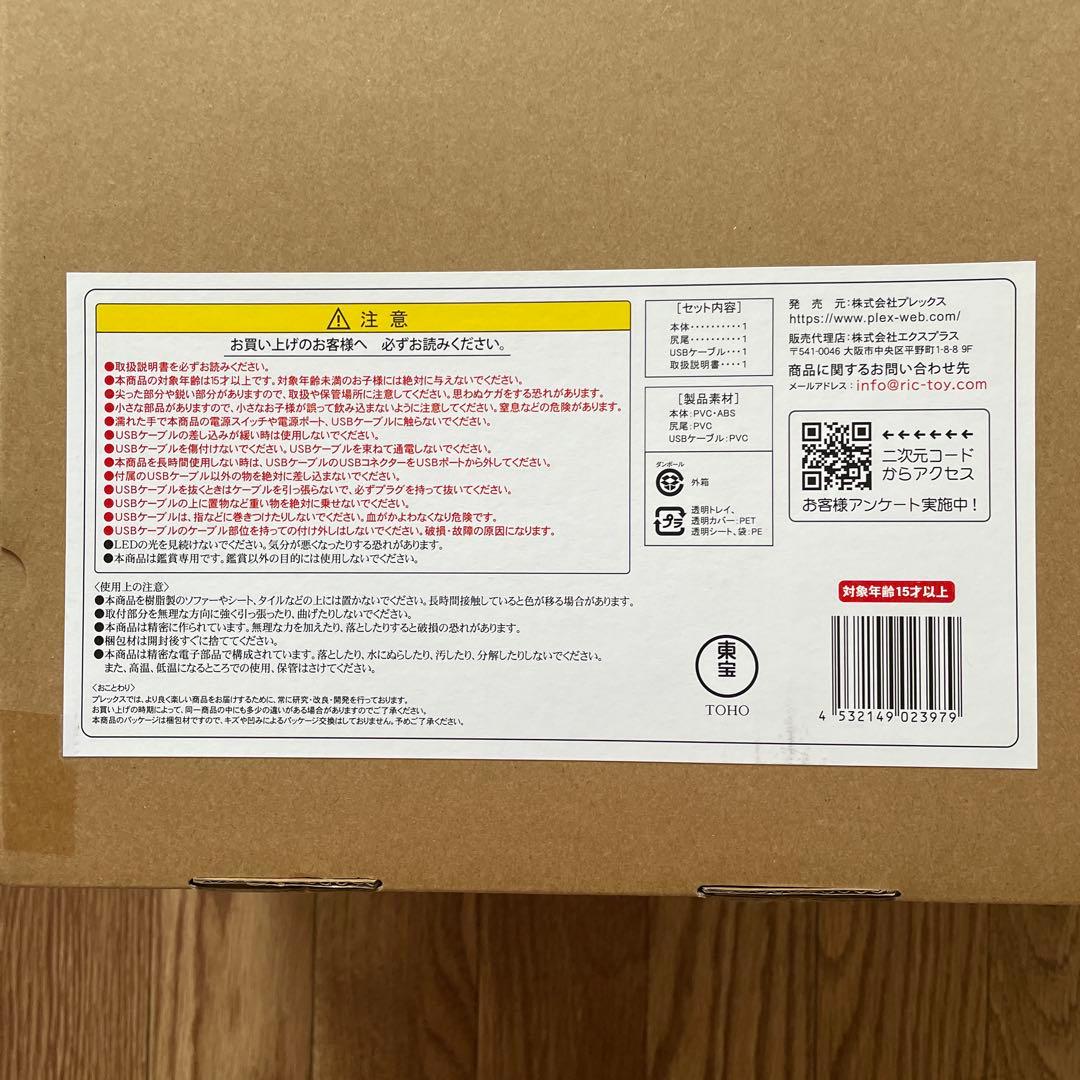 注意
お買い上げのお客様へ 必ずお読みください。
●取扱説明書を必ずお読みください。
●本商品の対象年齢は15才以上です。対象年齢未満のお子様には絶対に与えないでください。
●尖った部分や鋭い部分がありますので、取扱や保管場所に注意してください。思わぬケガをする恐れがあります。
●小さな部品がありますので、小さなお子様が誤って飲み込まないように注意してください。窒息などの危険があります。
●濡れた手で本商品の電源スイッチや電源ポート、USBケーブルに触らないでください。
●USBケーブルの差し込みが緩い時は使用しないでください。
●USBケーブルを傷付けないでください。USBケーブルを束ねて通電しないでください。
●本商品を長時間使用しない時は、USBケーブルのUSBコネクターをUSBポートから外してください。
●付属のUSBケーブル以外の物を絶対に差し込まないでください。
●USBケーブルを抜くときはケーブルを引っ張らないで、必ずプラグを持って抜いてください。
●USBケーブルの上に置物など重い物を絶対に乗せないでください。
●USBケーブルは、指などに巻きつけたりしないでください。血がかよわなくなり危険です。
●USBケーブルのケーブル部位を持っての付け外しはしないでください。破損・故障の原因になります。
●LEDの光を見続けないでください。気分が悪くなったりする恐れがあります。
●本商品は鑑賞専用です。鑑賞以外の目的には使用しないでください。
〈使用上の注意〉
●本商品を樹脂製のソファーやシート、タイルなどの上には置かないでください。長時間接触していると色が移る場合があります。
●取付部分を無理な方向に強く引っ張ったり、曲げたりしないでください。
●本商品は精密に作られています。無理な力を加えたり、落としたりすると破損の恐れがあります。
●梱包材は開封後すぐに捨ててください。
●本商品は精密な電子部品で構成されています。落としたり、水にぬらしたり、汚したり、分解したりしないでください。
また、高温、低温になるところでの使用、保管はさけてください。
〈おことわり〉
プレックスでは、より良く楽しい商品をお届けするために、常に研究・改良・開発を行っております。
お買い上げの時期によって、同一商品の中にも多少の違いがある場合がありますのでご了承ください。
本商品のパッケージは梱包材ですので、キズや凹みによるパッケージ交換はしておりません。予めご了承ください。
[セット内容]
本体··········1
尻尾··········1
USBケーブル···1
取扱説明書····1
[製品素材]
本体:PVC・ABS
尻尾:PVC
USBケーブル:PVC
ダンボール
外箱
プラ
透明トレイ、
透明カバー:PET
透明シート、袋:PE
発売元:株式会社プレックス
https://www.plex-web.com/
販売代理店:株式会社エクスプラス
〒541-0046 大阪市中央区平野町1-8-8 9F
商品に関するお問い合わせ先
メールアドレス:info@ric-toy.com
←←←←←←
二次元コード
からアクセス
お客様アンケート実施中!
対象年齢15才以上
東宝
TOHO
4 532149 023979